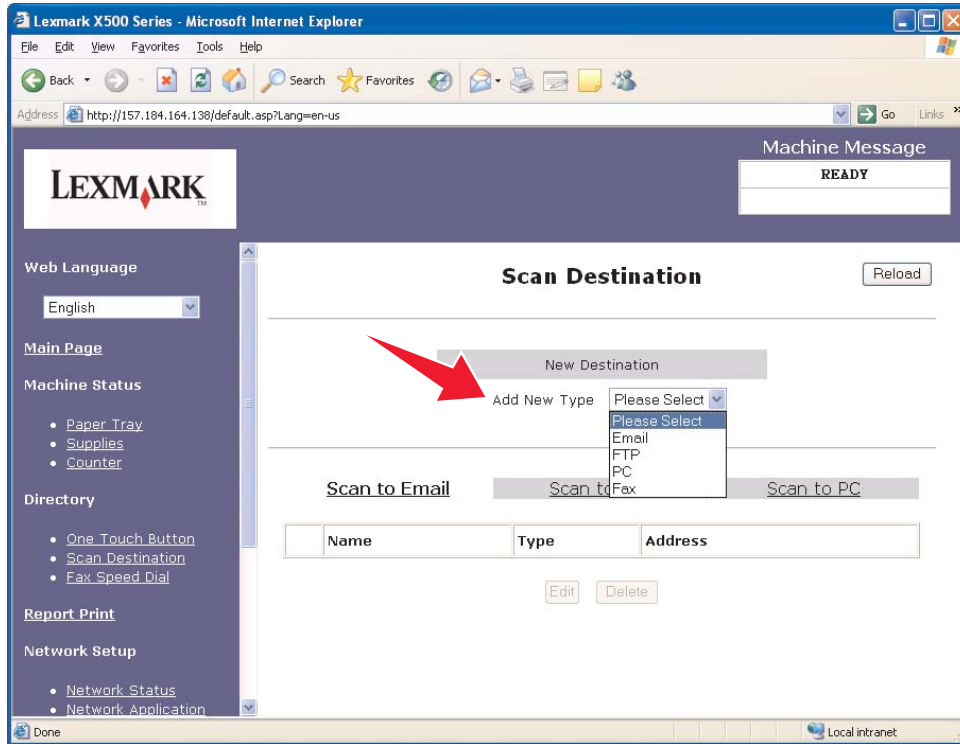 Lexmark X500 Series - Microsoft Internet Explorer
File Edit View Favorites Tools Help
Back Search Favorites
Address http://157.184.164.138/default.asp?Lang=en-us Go Links »
LEXMARK TM
Machine Message
READY
Web Language
English
Main Page
Machine Status
Paper Tray
Supplies
Counter
Directory
One Touch Button
Scan Destination
Fax Speed Dial
Report Print
Network Setup
Network Status
Network Application
Scan Destination Reload
New Destination
Add New Type Please Select
Please Select
Email
FTP
PC
Fax
Scan to Email Scan to Scan to PC
Name Type Address
Edit Delete
Done Local intranet